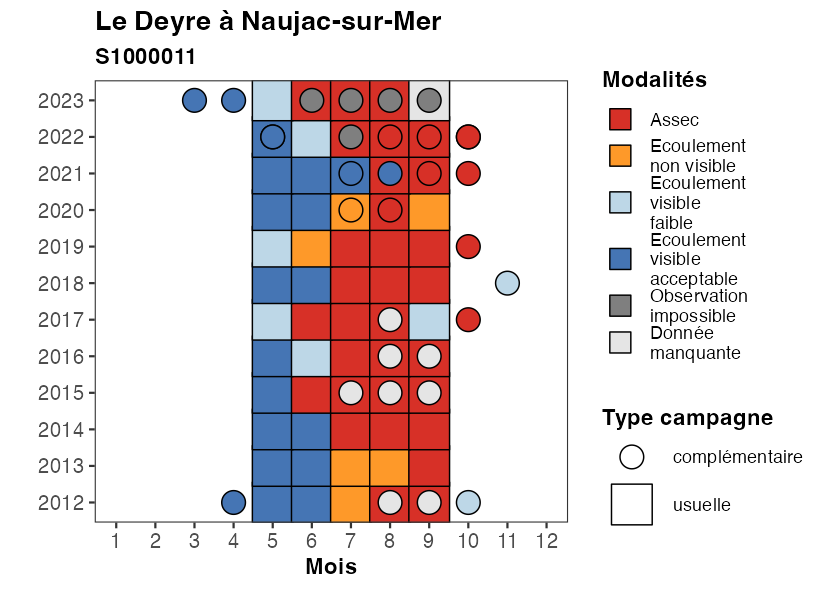 Le Deyre à Naujac-sur-Mer
S1000011
2023
2022
2021
2020
2019
2018
2017
2016
2015
2014
2013
2012
1 2 3 4 5 6 7 8 9 10 11 12
Mois
Modalités
Assec
Ecoulement
non visible
Ecoulement
visible
faible
Ecoulement
visible
acceptable
Observation
impossible
Donnée
manquante
Type campagne
complémentaire
usuelle